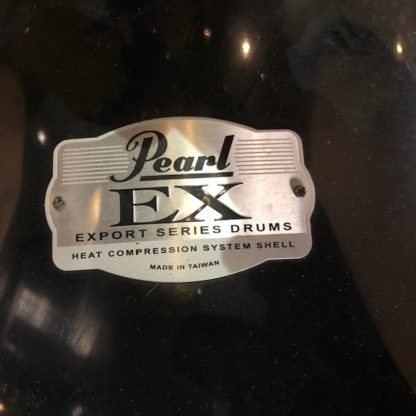 Pearl
EX
EXPORT SERIES DRUMS
HEAT COMPRESSION SYSTEM SHELL
MADE IN TAIWAN